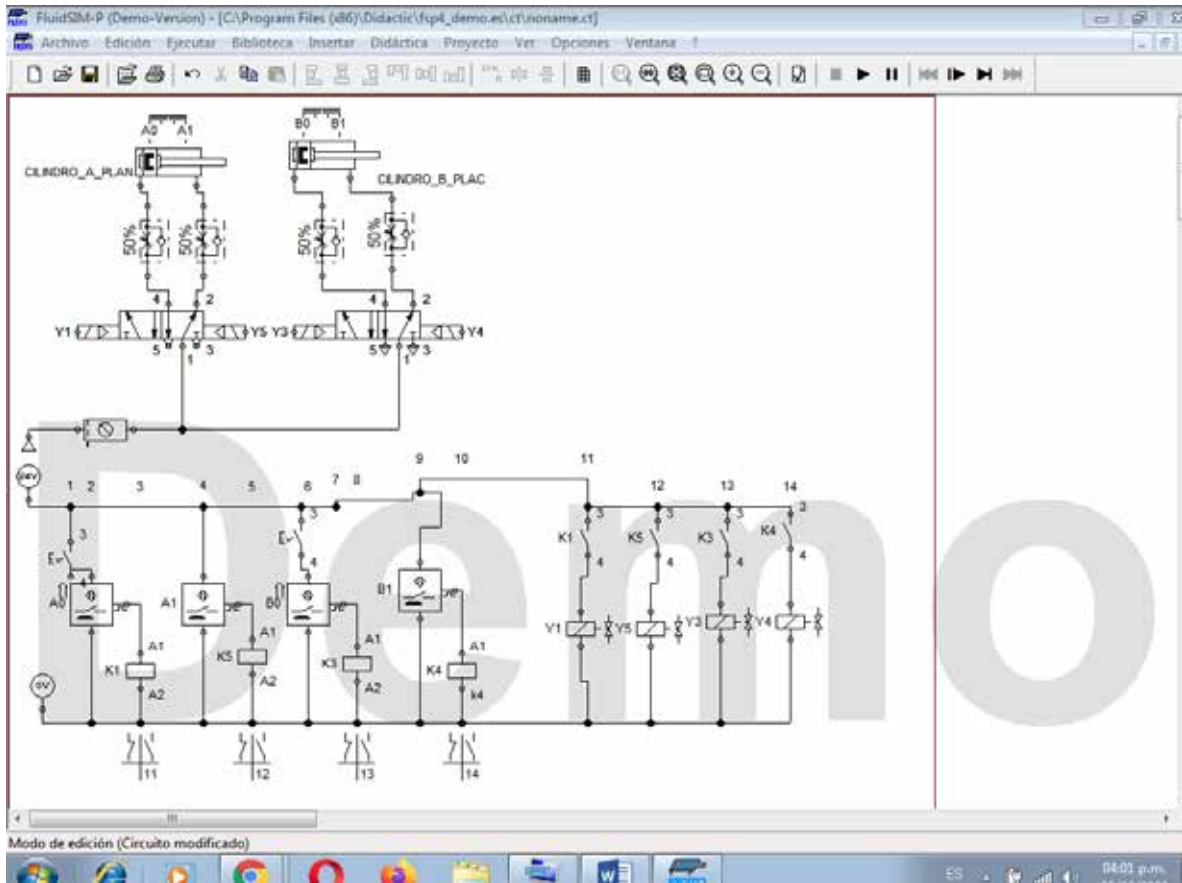 FluidSIM-P (Demo-Version) - [C:\Program Files (x86)\Didactic\fsp4_demo.es\ct\noname.ct]
Archivo Edición Ejecutar Biblioteca Insertar Didáctica Proyecto Ver Opciones Ventana ?
A0 A1 B0 B1
CILINDRO_A_PLAN
CILINDRO_B_PLAC
50% 50% 50% 50%
4 2 4 2
Y1 Y5 Y3 Y4
5 1 3 5 1 3
Demo
9 10 11
1 2 3 4 5 6 7 8 12 13 14
3 3 3 3 3 3
E E K1 K5 K3 K4
4 4 4 4 4 4
A0 A1 B0 B1
Y1 Y5 Y3 Y4
A1 A1 A1 A1
K1 K5 K3 K4
A2 A2 A2 k4
0V
11 12 13 14
Modo de edición (Circuito modificado)
ES 04:01 p.m.